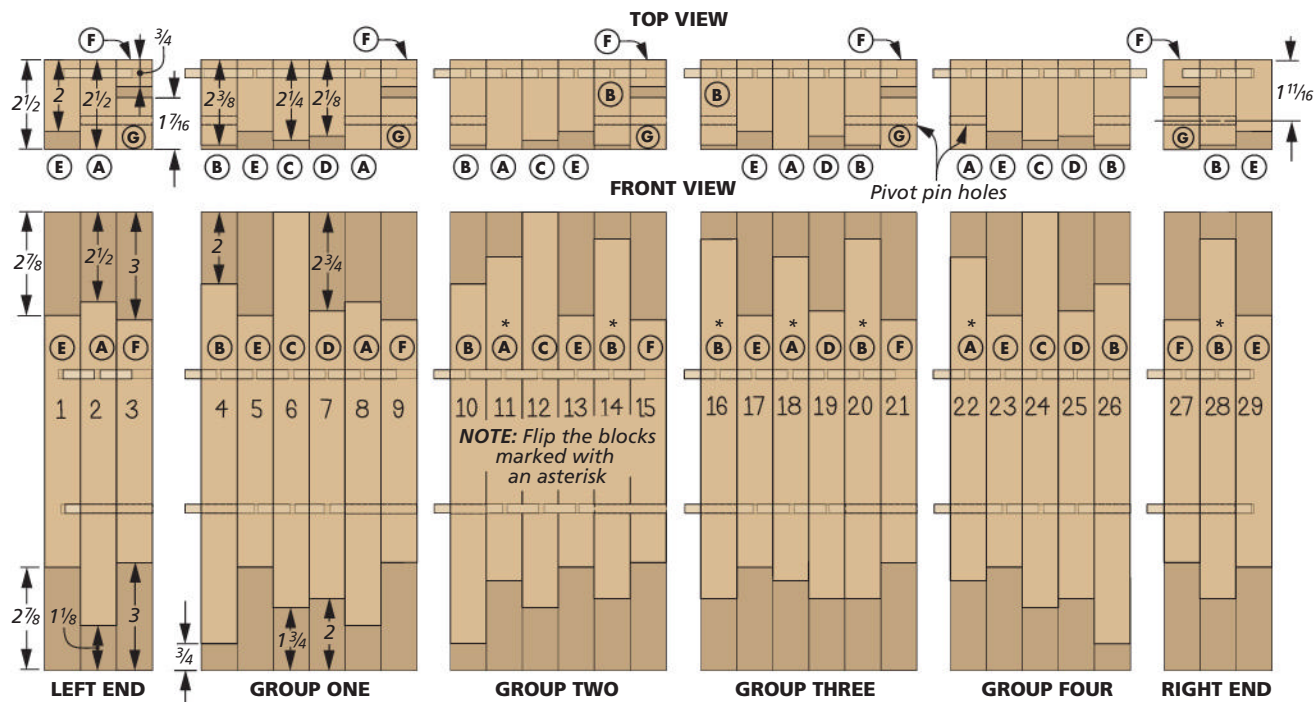 TOP VIEW
F F F F F
3/4
2 1/2 2 2 1/2 1 7/16 2 3/8 2 1/4 2 1/8 1 11/16
B B
G G G G
E A B E C D A B A C E E A D B A E C D B B E
Pivot pin holes
FRONT VIEW
2 7/8 2 1/2 3 2 2 3/4
* * * * * * *
E A F B E C D A F B A C E B F B E A D B F A E C D B F B E
1 2 3 4 5 6 7 8 9 10 11 12 13 14 15 16 17 18 19 20 21 22 23 24 25 26 27 28 29
NOTE: Flip the blocks
marked with
an asterisk
2 7/8 1 1/8 3 3/4 1 3/4 2
LEFT END GROUP ONE GROUP TWO GROUP THREE GROUP FOUR RIGHT END